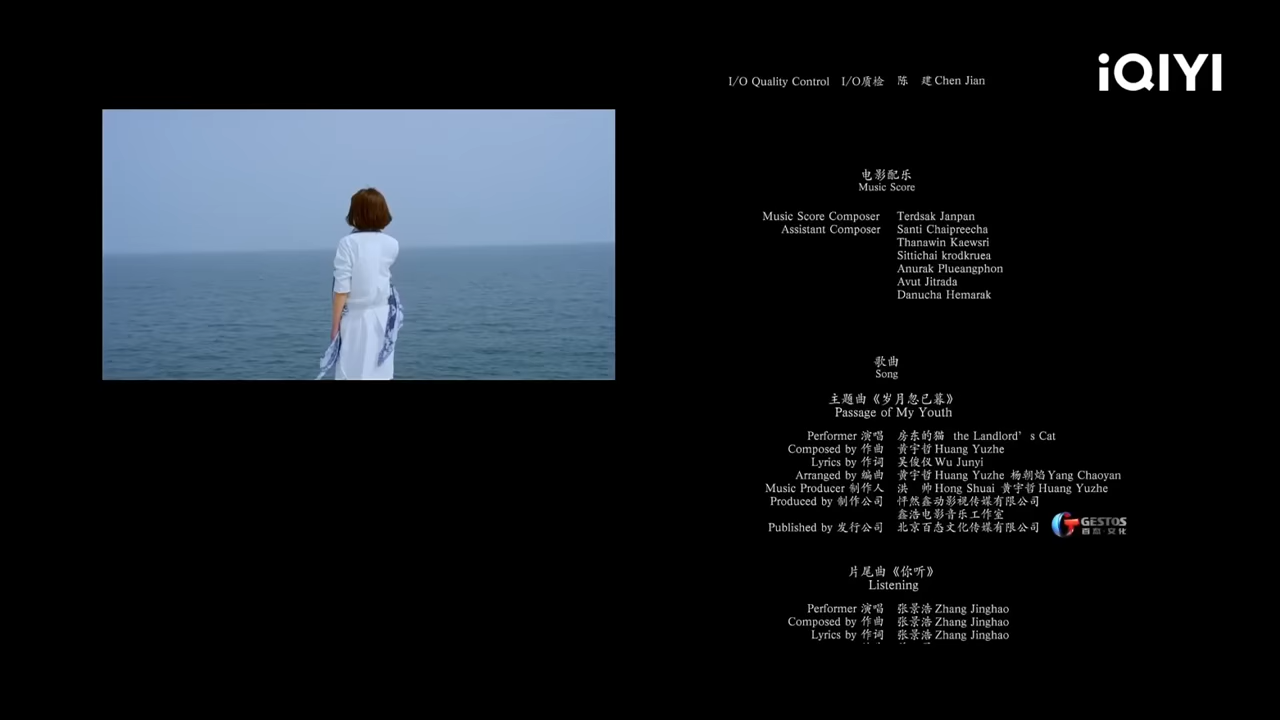 iQIYI
I/O Quality Control I/O质检 陈 建 Chen Jian
电影配乐
Music Score
Music Score Composer Terdsak Janpan
Assistant Composer Santi Chaipreecha
Thanawin Kaewsri
Sittichai krodkruea
Anurak Plueangphon
Avut Jitrada
Danucha Hemarak
歌曲
Song
主题曲《岁月忽已暮》
Passage of My Youth
Performer 演唱 房东的猫 the Landlord’s Cat
Composed by 作曲 黄宇哲 Huang Yuzhe
Lyrics by 作词 吴俊仪 Wu Junyi
Arranged by 编曲 黄宇哲 Huang Yuzhe 杨朝焰 Yang Chaoyan
Music Producer 制作人 洪 帅 Hong Shuai 黄宇哲 Huang Yuzhe
Produced by 制作公司 怦然鑫动影视传媒有限公司
鑫浩电影音乐工作室
Published by 发行公司 北京百态文化传媒有限公司
GESTOS
百态·文化
片尾曲《你听》
Listening
Performer 演唱 张景浩 Zhang Jinghao
Composed by 作曲 张景浩 Zhang Jinghao
Lyrics by 作词 张景浩 Zhang Jinghao